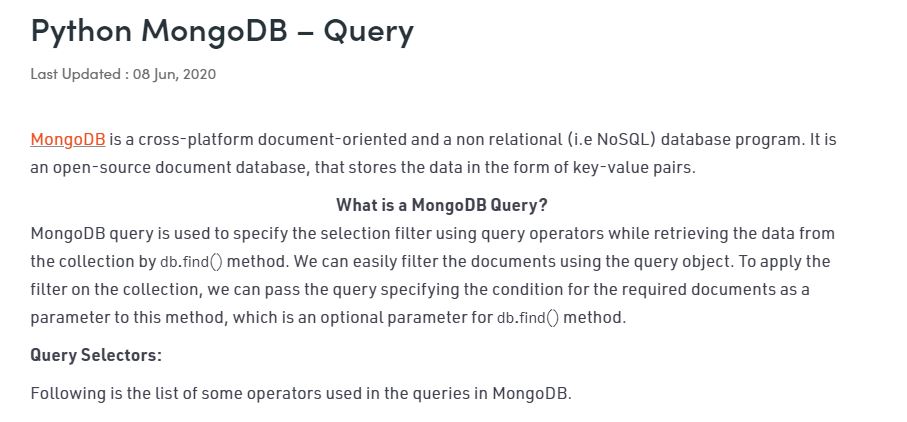 Python MongoDB – Query
Last Updated : 08 Jun, 2020
MongoDB is a cross-platform document-oriented and a non relational (i.e NoSQL) database program. It is
an open-source document database, that stores the data in the form of key-value pairs.
What is a MongoDB Query?
MongoDB query is used to specify the selection filter using query operators while retrieving the data from
the collection by db.find() method. We can easily filter the documents using the query object. To apply the
filter on the collection, we can pass the query specifying the condition for the required documents as a
parameter to this method, which is an optional parameter for db.find() method.
Query Selectors:
Following is the list of some operators used in the queries in MongoDB.